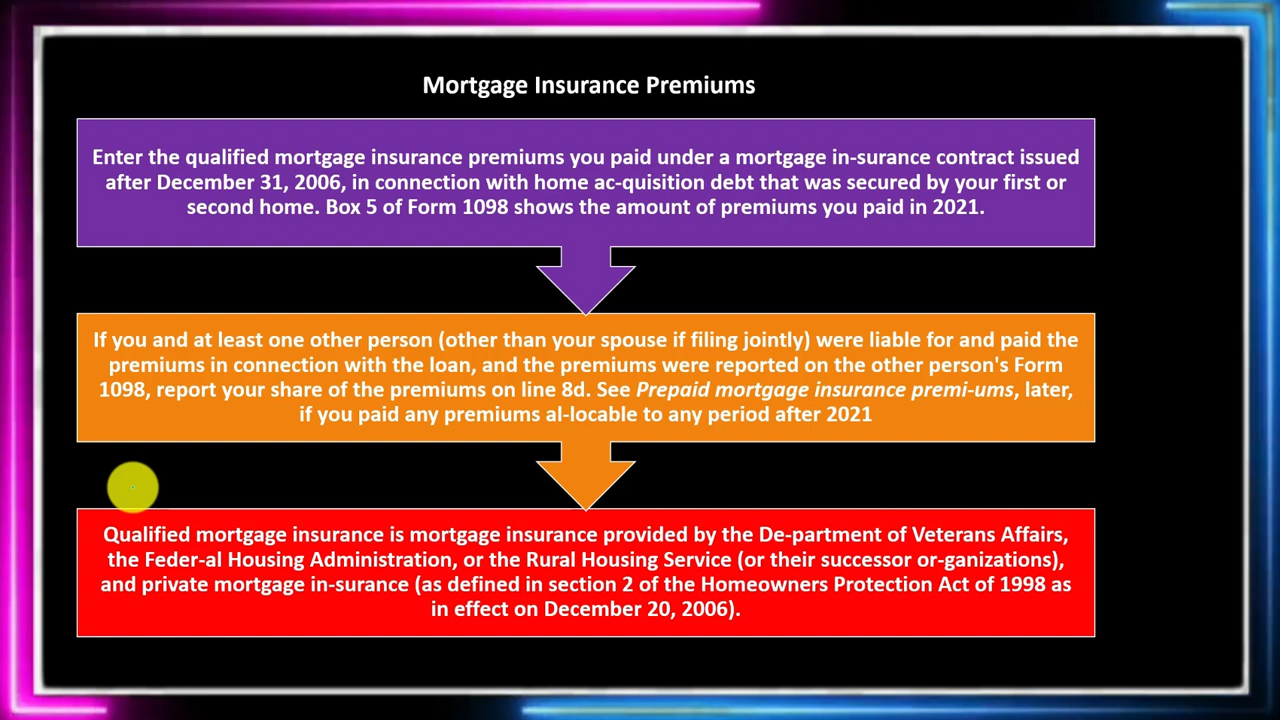 Mortgage Insurance Premiums
Enter the qualified mortgage insurance premiums you paid under a mortgage in-surance contract issued
after December 31, 2006, in connection with home ac-quisition debt that was secured by your first or
second home. Box 5 of Form 1098 shows the amount of premiums you paid in 2021.
If you and at least one other person (other than your spouse if filing jointly) were liable for and paid the
premiums in connection with the loan, and the premiums were reported on the other person's Form
1098, report your share of the premiums on line 8d. See Prepaid mortgage insurance premi-ums, later,
if you paid any premiums al-locable to any period after 2021
Qualified mortgage insurance is mortgage insurance provided by the De-partment of Veterans Affairs,
the Feder-al Housing Administration, or the Rural Housing Service (or their successor or-ganizations),
and private mortgage in-surance (as defined in section 2 of the Homeowners Protection Act of 1998 as
in effect on December 20, 2006).